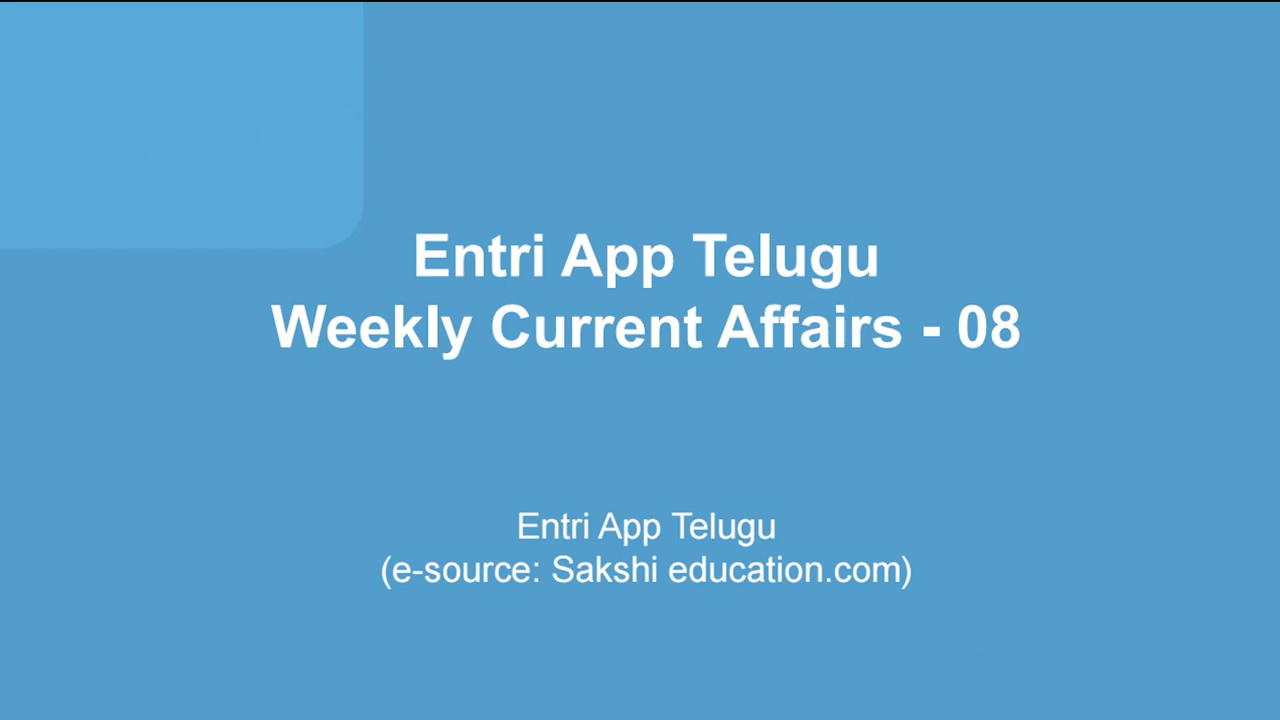 Entri App Telugu
Weekly Current Affairs - 08
Entri App Telugu
(e-source: Sakshi education.com)